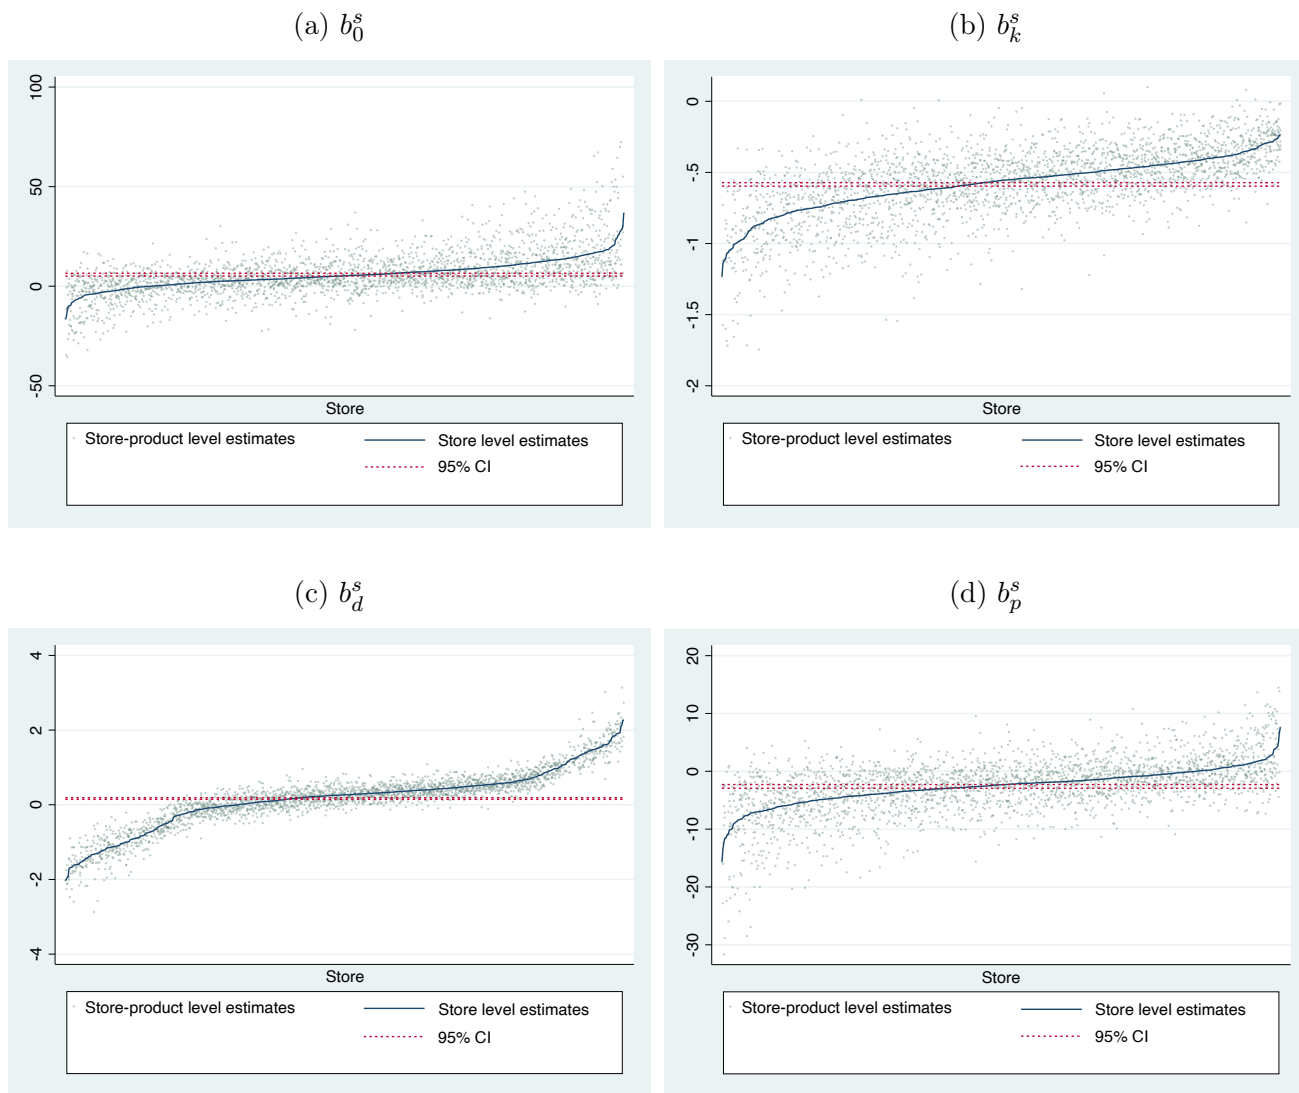 (a) b_0^s
(b) b_k^s
100
50
0
-50
Store
Store-product level estimates
Store level estimates
95% CI
0
-.5
-1
-1.5
-2
Store
Store-product level estimates
Store level estimates
95% CI
(c) b_d^s
(d) b_p^s
4
2
0
-2
-4
Store
Store-product level estimates
Store level estimates
95% CI
20
10
0
-10
-20
-30
Store
Store-product level estimates
Store level estimates
95% CI